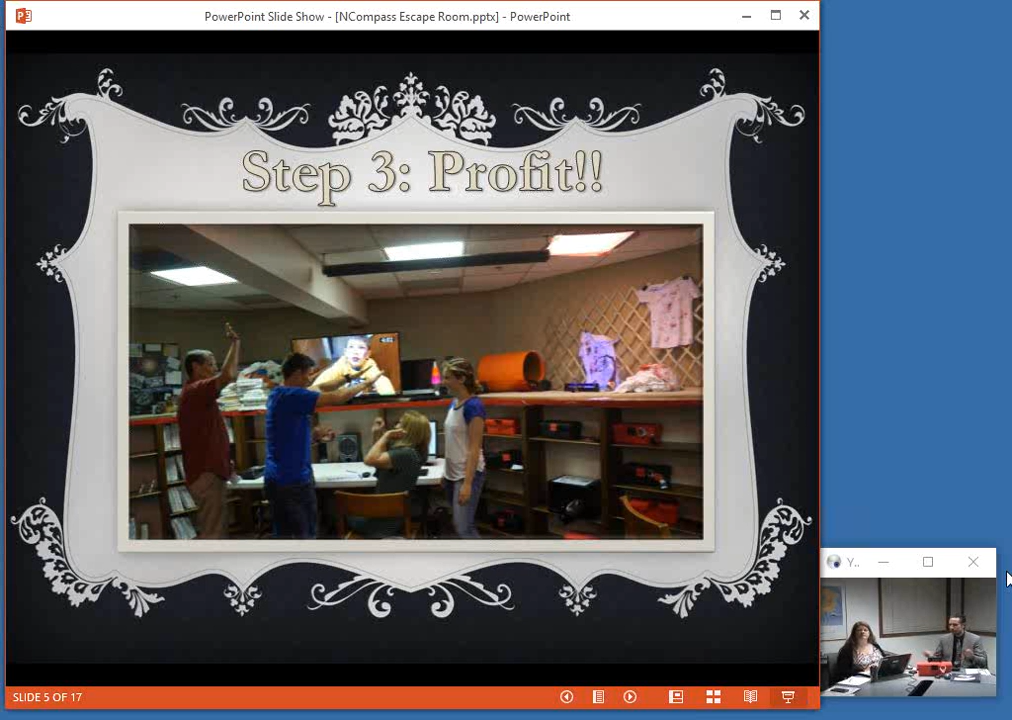 PowerPoint Slide Show - [NCompass Escape Room.pptx] - PowerPoint
Step 3: Profit!!
Y..
SLIDE 5 OF 17